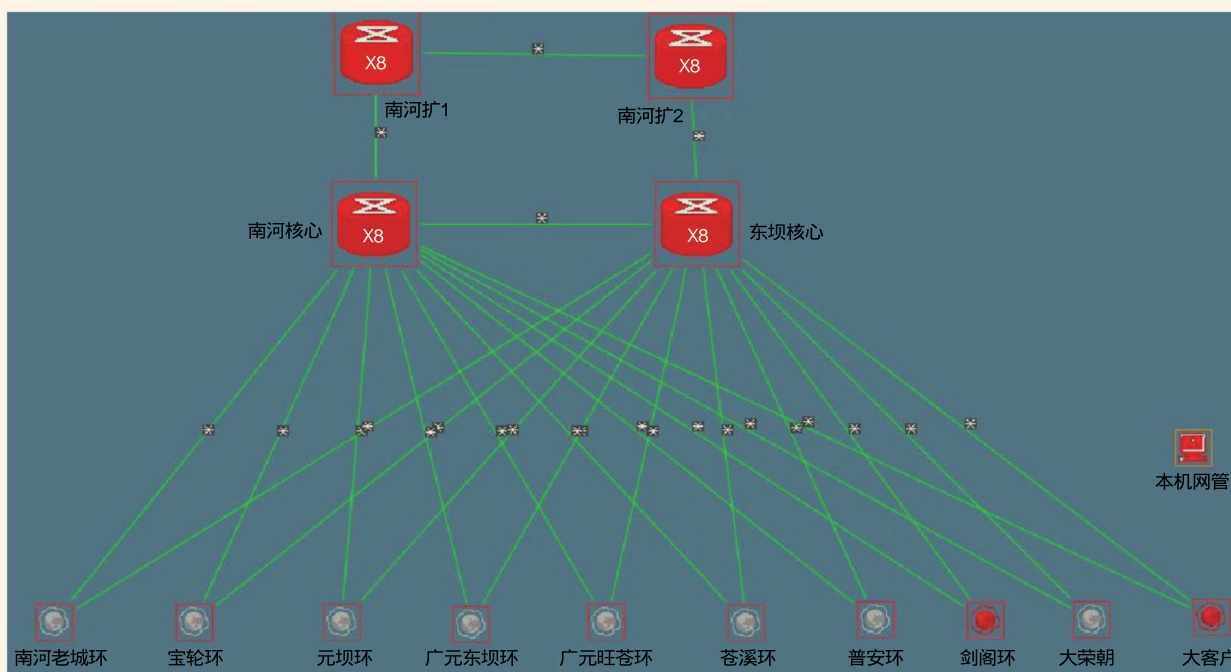 X8
X8
南河扩1
南河扩2
南河核心
X8
X8
东坝核心
本机网管
南河老城环
宝轮环
元坝环
广元东坝环
广元旺苍环
苍溪环
普安环
剑阁环
大荣朝
大客户